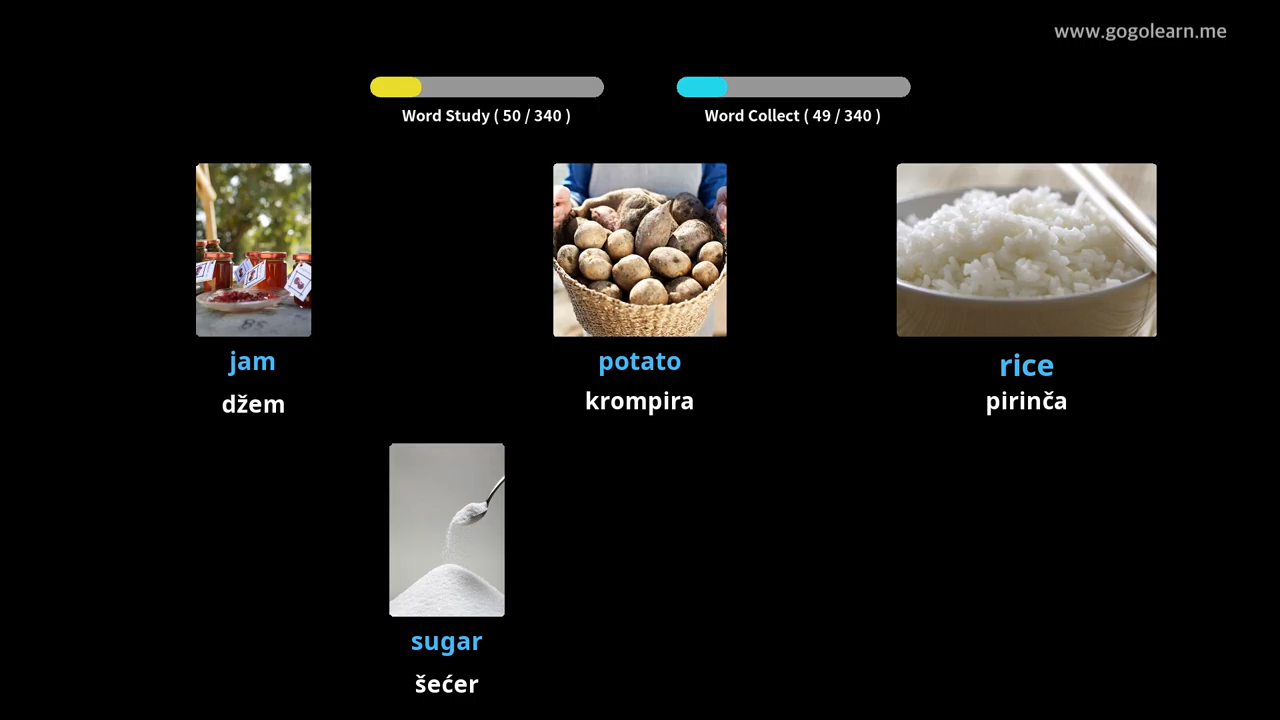 www.gogolearn.me
Word Study ( 50 / 340 )
Word Collect ( 49 / 340 )
jam
džem
potato
krompira
rice
pirinča
sugar
šećer